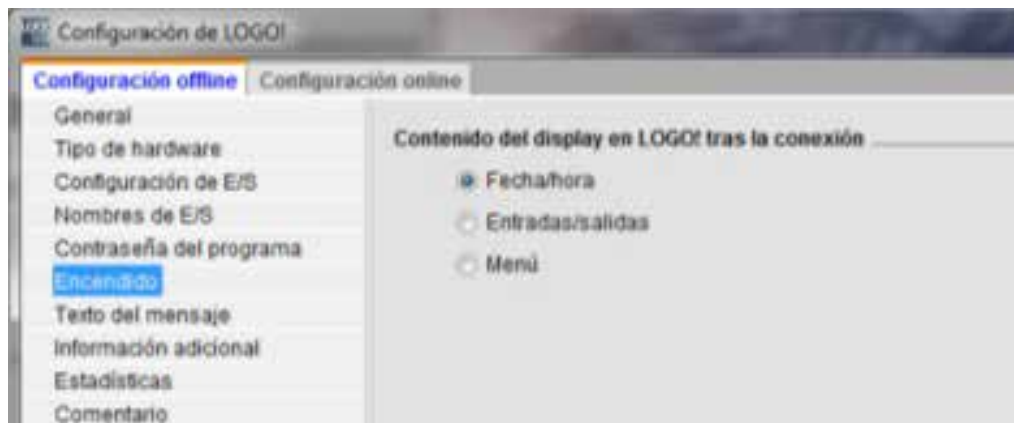 Configuración de LOGO!
Configuración offline Configuración online
General
Tipo de hardware
Configuración de E/S
Nombres de E/S
Contraseña del programa
Encendido
Texto del mensaje
Información adicional
Estadísticas
Comentario
Contenido del display en LOGO! tras la conexión
Fecha/hora
Entradas/salidas
Menú